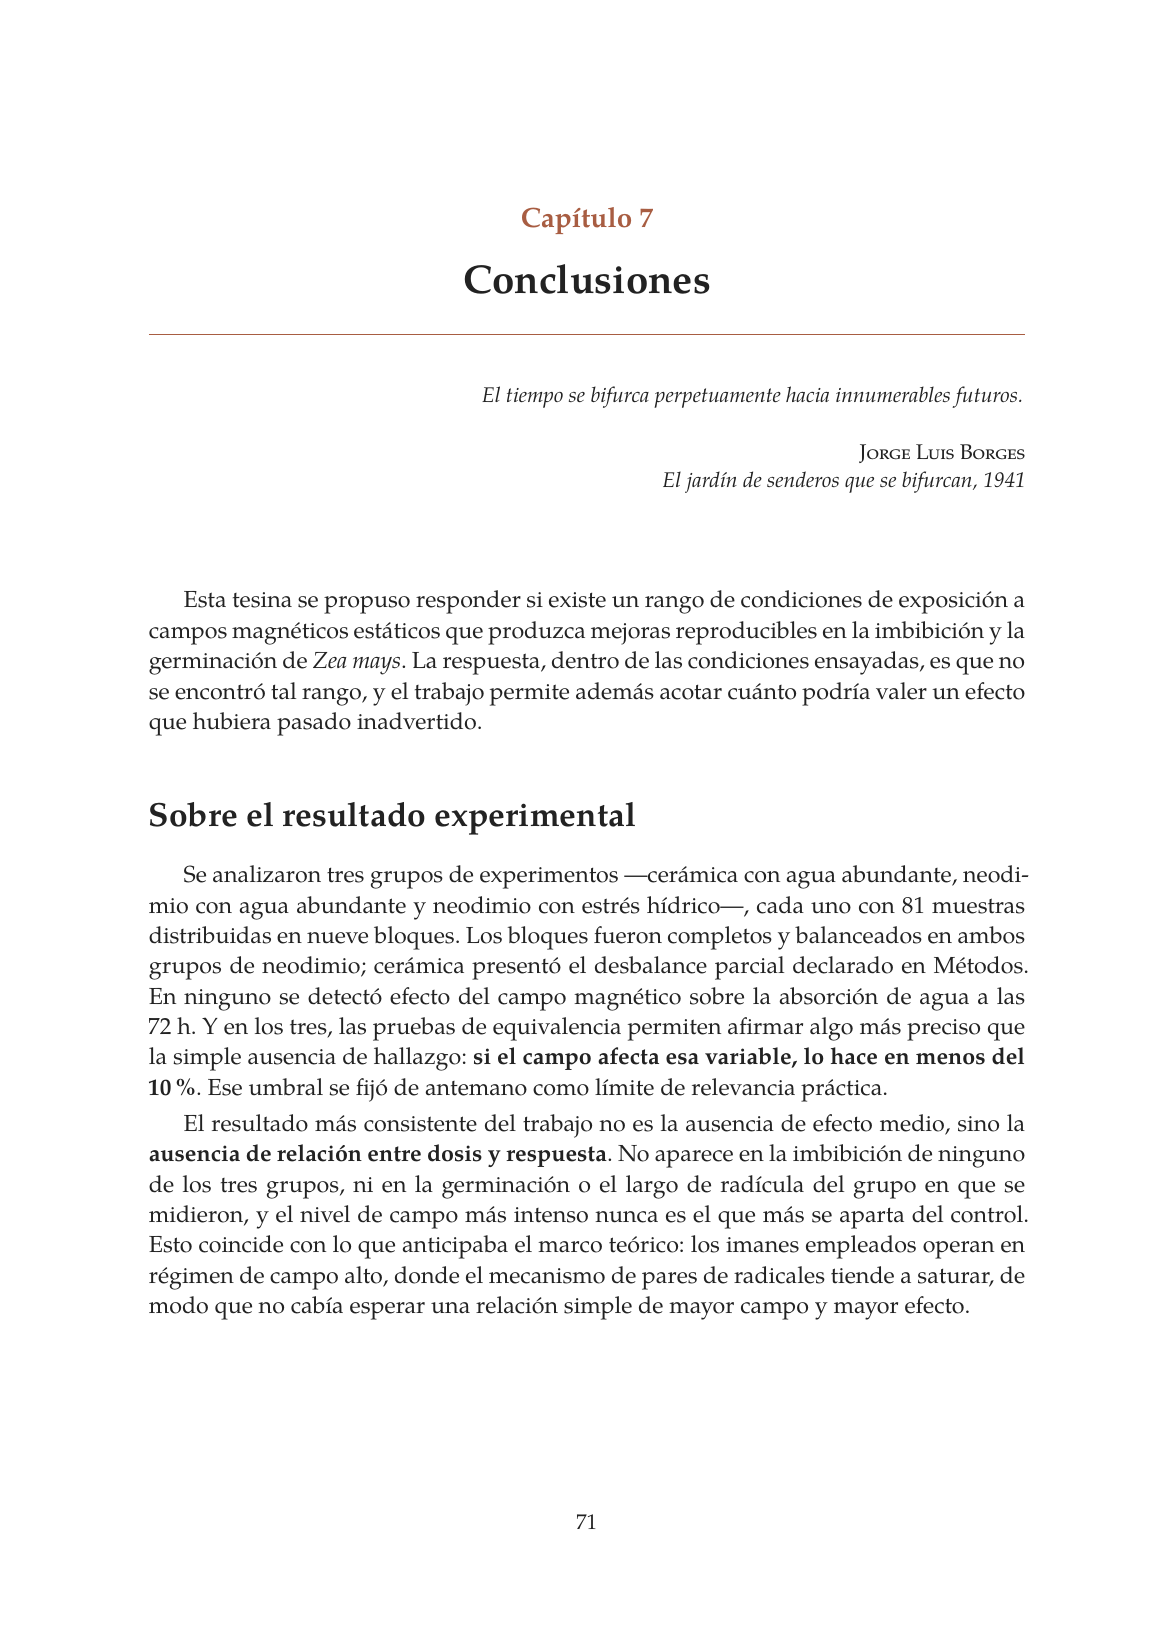 Capítulo 7
Conclusiones
El tiempo se bifurca perpetuamente hacia innumerables futuros.
Jorge Luis Borges
El jardín de senderos que se bifurcan, 1941
Esta tesina se propuso responder si existe un rango de condiciones de exposición a
campos magnéticos estáticos que produzca mejoras reproducibles en la imbibición y la
germinación de Zea mays. La respuesta, dentro de las condiciones ensayadas, es que no
se encontró tal rango, y el trabajo permite además acotar cuánto podría valer un efecto
que hubiera pasado inadvertido.
Sobre el resultado experimental
Se analizaron tres grupos de experimentos —cerámica con agua abundante, neodi-
mio con agua abundante y neodimio con estrés hídrico—, cada uno con 81 muestras
distribuidas en nueve bloques. Los bloques fueron completos y balanceados en ambos
grupos de neodimio; cerámica presentó el desbalance parcial declarado en Métodos.
En ninguno se detectó efecto del campo magnético sobre la absorción de agua a las
72 h. Y en los tres, las pruebas de equivalencia permiten afirmar algo más preciso que
la simple ausencia de hallazgo: si el campo afecta esa variable, lo hace en menos del
10 %. Ese umbral se fijó de antemano como límite de relevancia práctica.
El resultado más consistente del trabajo no es la ausencia de efecto medio, sino la
ausencia de relación entre dosis y respuesta. No aparece en la imbibición de ninguno
de los tres grupos, ni en la germinación o el largo de radícula del grupo en que se
midieron, y el nivel de campo más intenso nunca es el que más se aparta del control.
Esto coincide con lo que anticipaba el marco teórico: los imanes empleados operan en
régimen de campo alto, donde el mecanismo de pares de radicales tiende a saturar, de
modo que no cabía esperar una relación simple de mayor campo y mayor efecto.
71